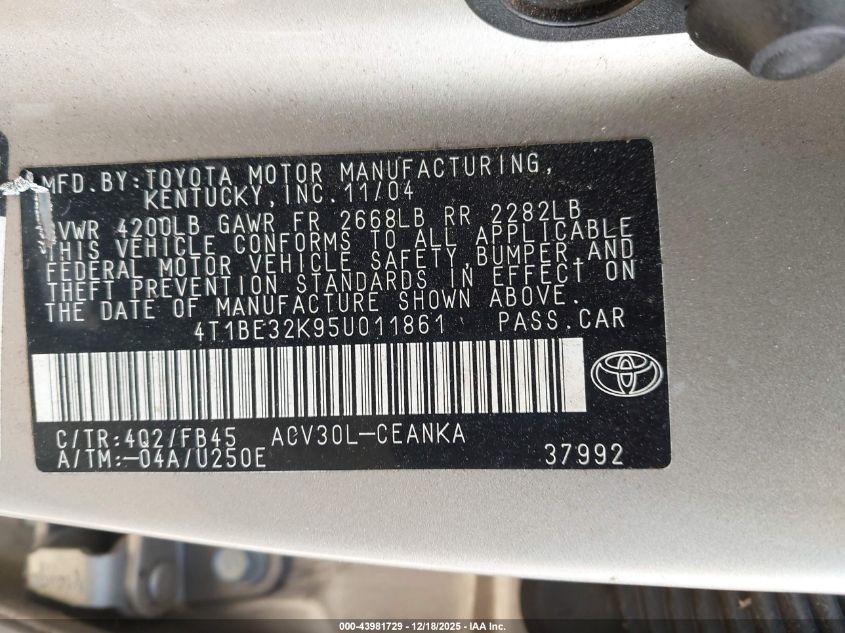 MFD.BY:TOYOTA MOTOR MANUFACTURING,
KENTUCKY,INC.11/04
GVWR 4200LB GAWR FR 2668LB RR 2282LB
THIS VEHICLE CONFORMS TO ALL APPLICABLE
FEDERAL MOTOR VEHICLE SAFETY,BUMPER,AND
THEFT PREVENTION STANDARDS IN EFFECT ON
THE DATE OF MANUFACTURE SHOWN ABOVE.
4T1BE32K95U011861 PASS.CAR
C/TR:4Q2/FB45 ACV30L-CEANKA
A/TM:-04A/U250E 37992
000-43981729 - 12/18/2025 - IAA Inc.